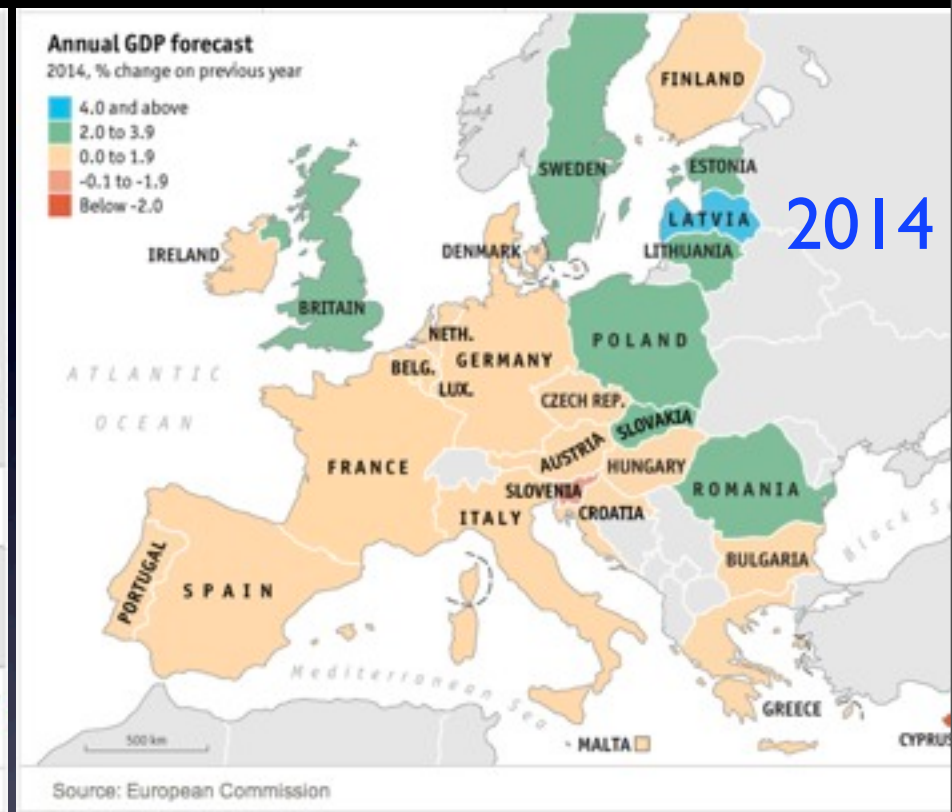 Annual GDP forecast
2014, % change on previous year
4.0 and above
2.0 to 3.9
0.0 to 1.9
-0.1 to -1.9
Below -2.0
FINLAND
SWEDEN
ESTONIA
LATVIA
2014
LITHUANIA
IRELAND
DENMARK
BRITAIN
NETH.
POLAND
BELG.
GERMANY
LUX.
ATLANTIC
OCEAN
CZECH REP.
SLOVAKIA
AUSTRIA
FRANCE
HUNGARY
SLOVENIA
ROMANIA
ITALY
CROATIA
Black S
BULGARIA
PORTUGAL
SPAIN
Mediterranean Sea
GREECE
500 km
MALTA
CYPRUS
Source: European Commission